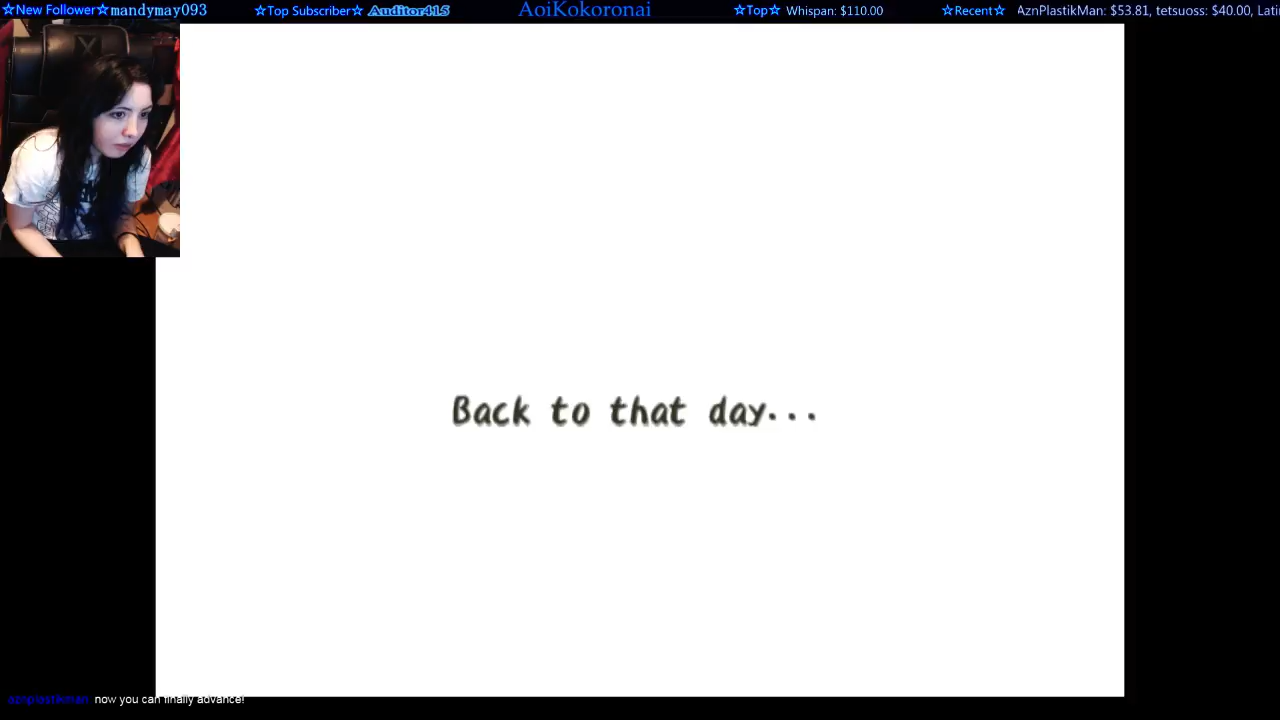 ☆New Follower☆ mandymay093 ☆Top Subscriber☆ Auditor415 AoiKokoronai ☆Top☆ Whispan: $110.00 ☆Recent☆ AznPlastikMan: $53.81, tetsuoss: $40.00, Lati
Back to that day...
aznplastikman: now you can finally advance!